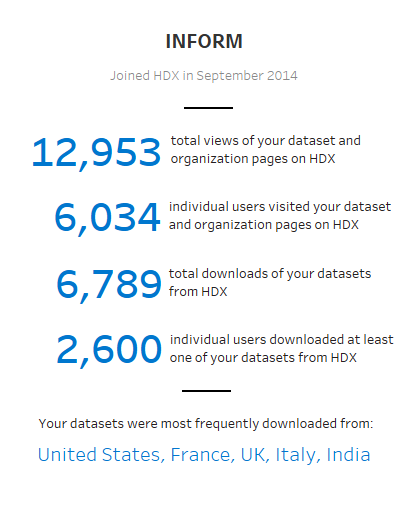 INFORM
Joined HDX in September 2014
12,953 total views of your dataset and
organization pages on HDX
6,034 individual users visited your dataset
and organization pages on HDX
6,789 total downloads of your datasets
from HDX
2,600 individual users downloaded at least
one of your datasets from HDX
Your datasets were most frequently downloaded from:
United States, France, UK, Italy, India